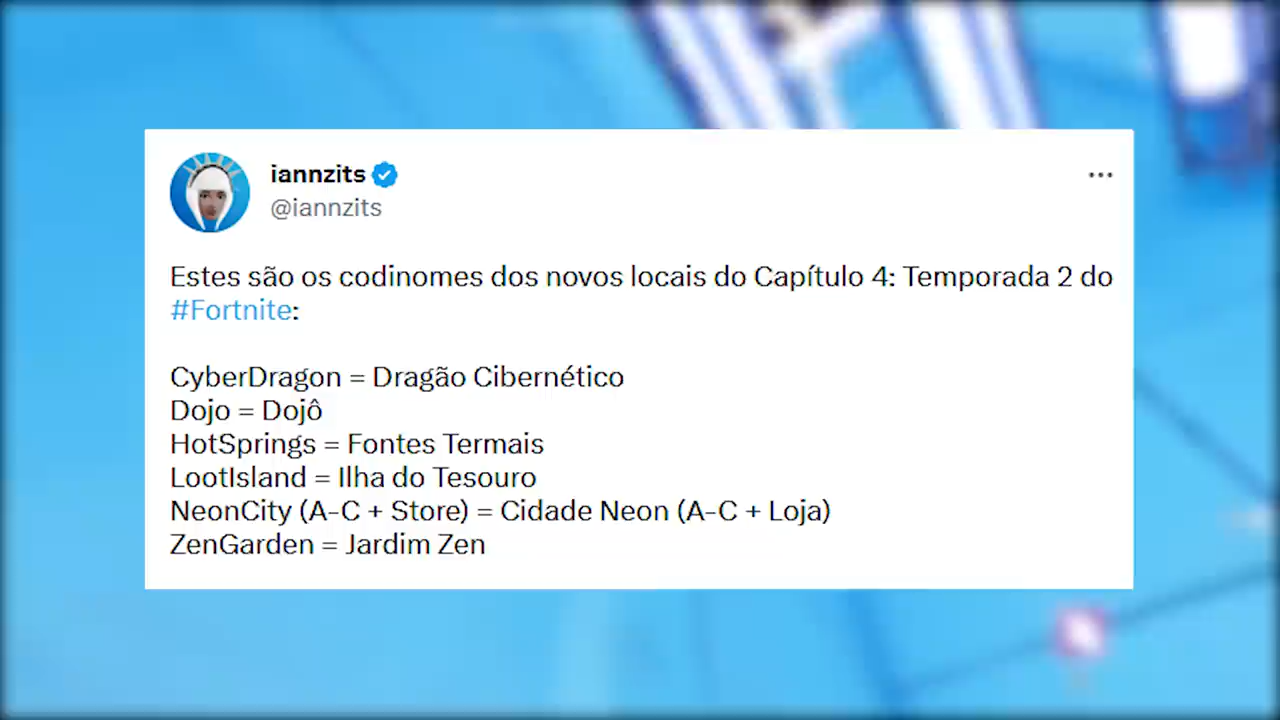 iannzits
@iannzits
Estes são os codinomes dos novos locais do Capítulo 4: Temporada 2 do
#Fortnite:
CyberDragon = Dragão Cibernético
Dojo = Dojô
HotSprings = Fontes Termais
LootIsland = Ilha do Tesouro
NeonCity (A-C + Store) = Cidade Neon (A-C + Loja)
ZenGarden = Jardim Zen